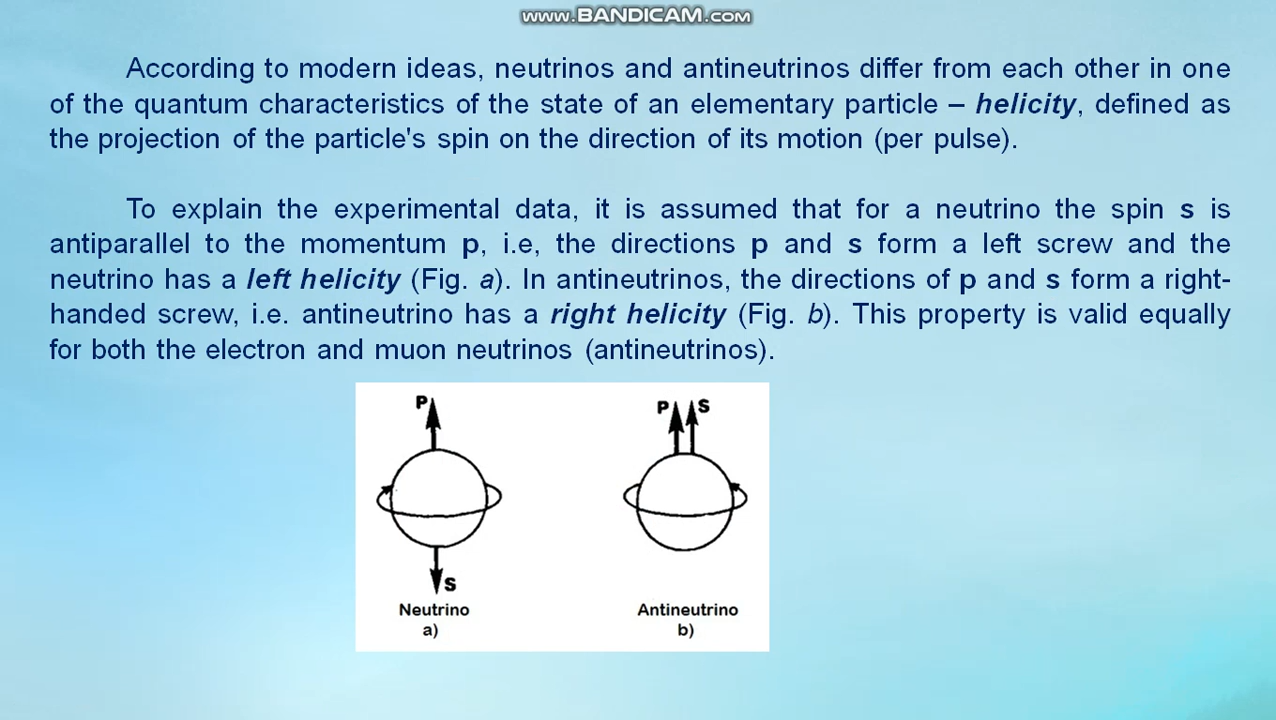 www.BANDICAM.com
According to modern ideas, neutrinos and antineutrinos differ from each other in one
of the quantum characteristics of the state of an elementary particle – helicity, defined as
the projection of the particle's spin on the direction of its motion (per pulse).
To explain the experimental data, it is assumed that for a neutrino the spin s is
antiparallel to the momentum p, i.e, the directions p and s form a left screw and the
neutrino has a left helicity (Fig. a). In antineutrinos, the directions of p and s form a right-
handed screw, i.e. antineutrino has a right helicity (Fig. b). This property is valid equally
for both the electron and muon neutrinos (antineutrinos).
P
S
Neutrino
a)
P S
Antineutrino
b)